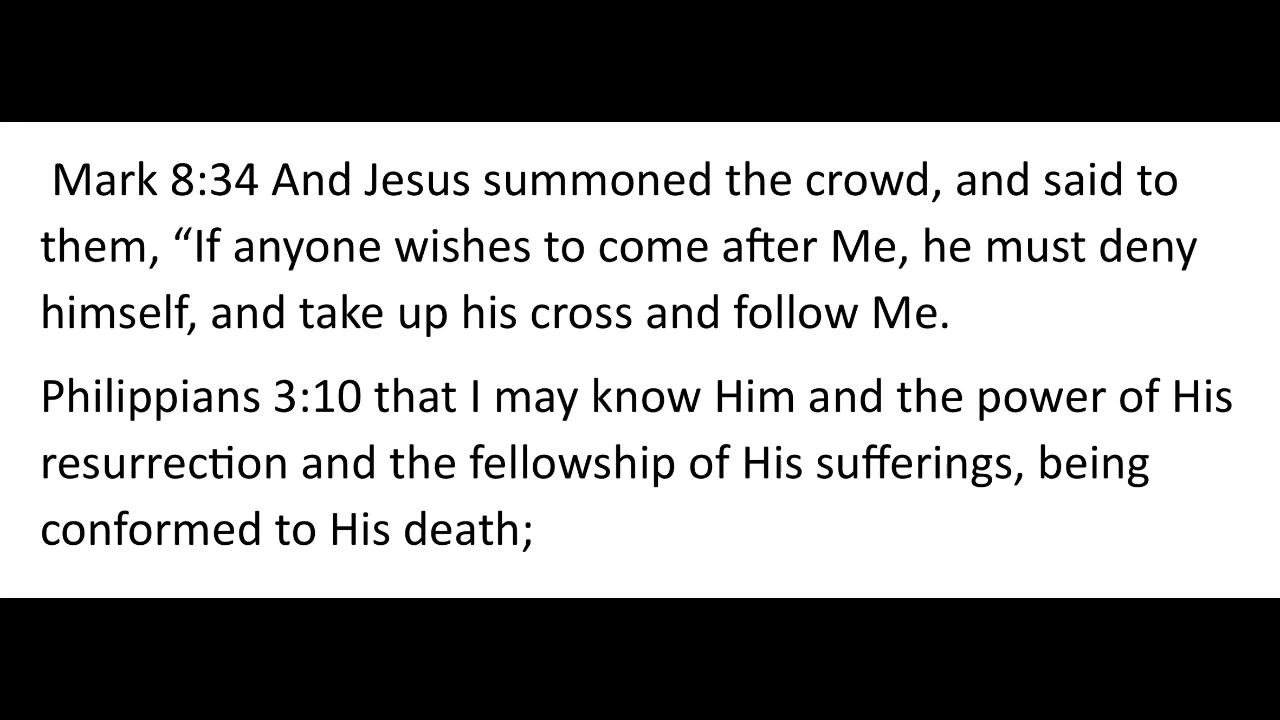 Mark 8:34 And Jesus summoned the crowd, and said to
them, “If anyone wishes to come after Me, he must deny
himself, and take up his cross and follow Me.
Philippians 3:10 that I may know Him and the power of His
resurrection and the fellowship of His sufferings, being
conformed to His death;